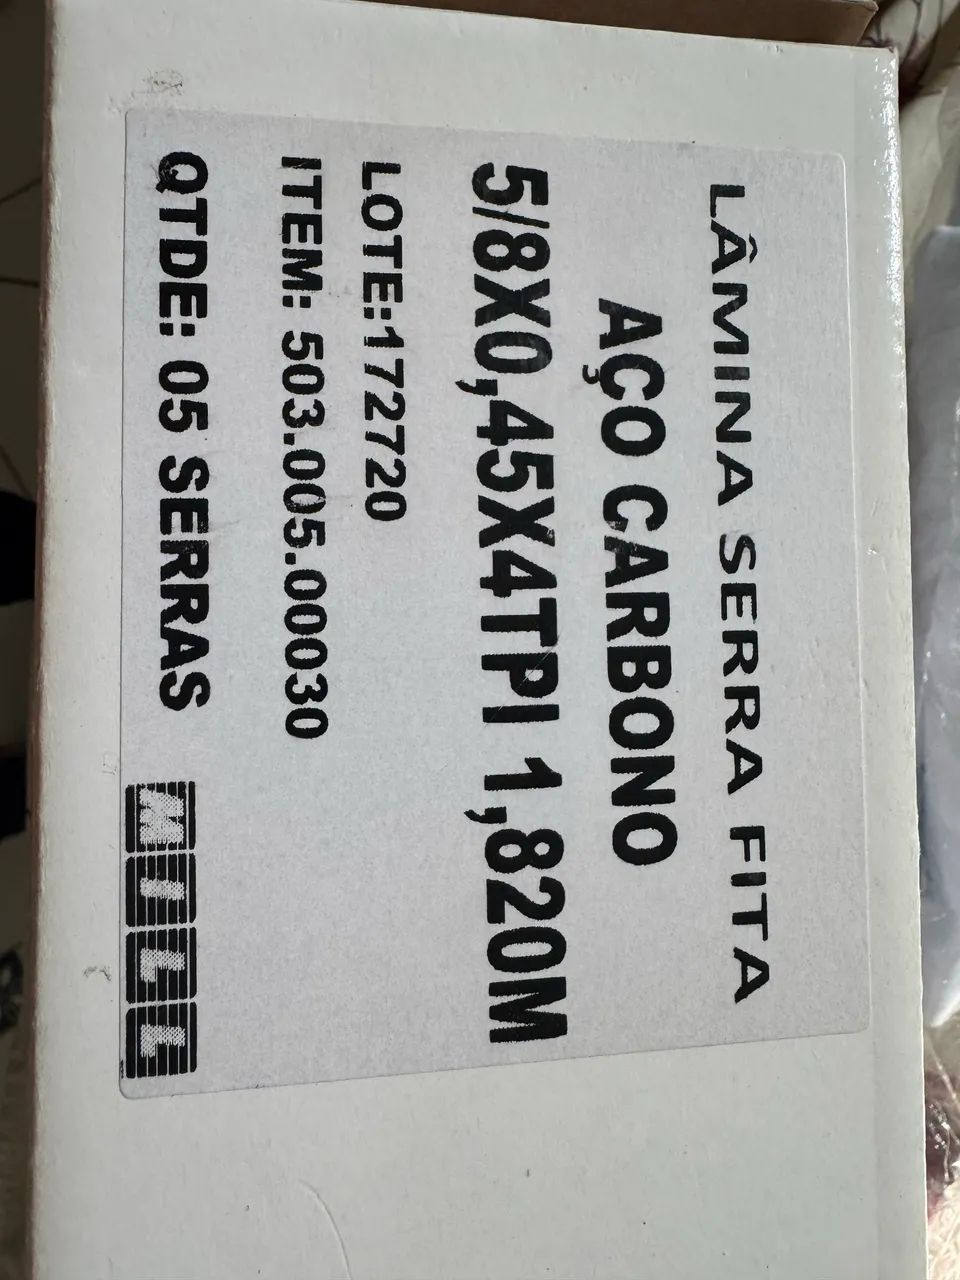 LÂMINA SERRA FITA
AÇO CARBONO
5/8X0,45X4TPI 1,820M
LOTE:172720
ITEM: 503.005.00030
QTDE: 05 SERRAS
MILL